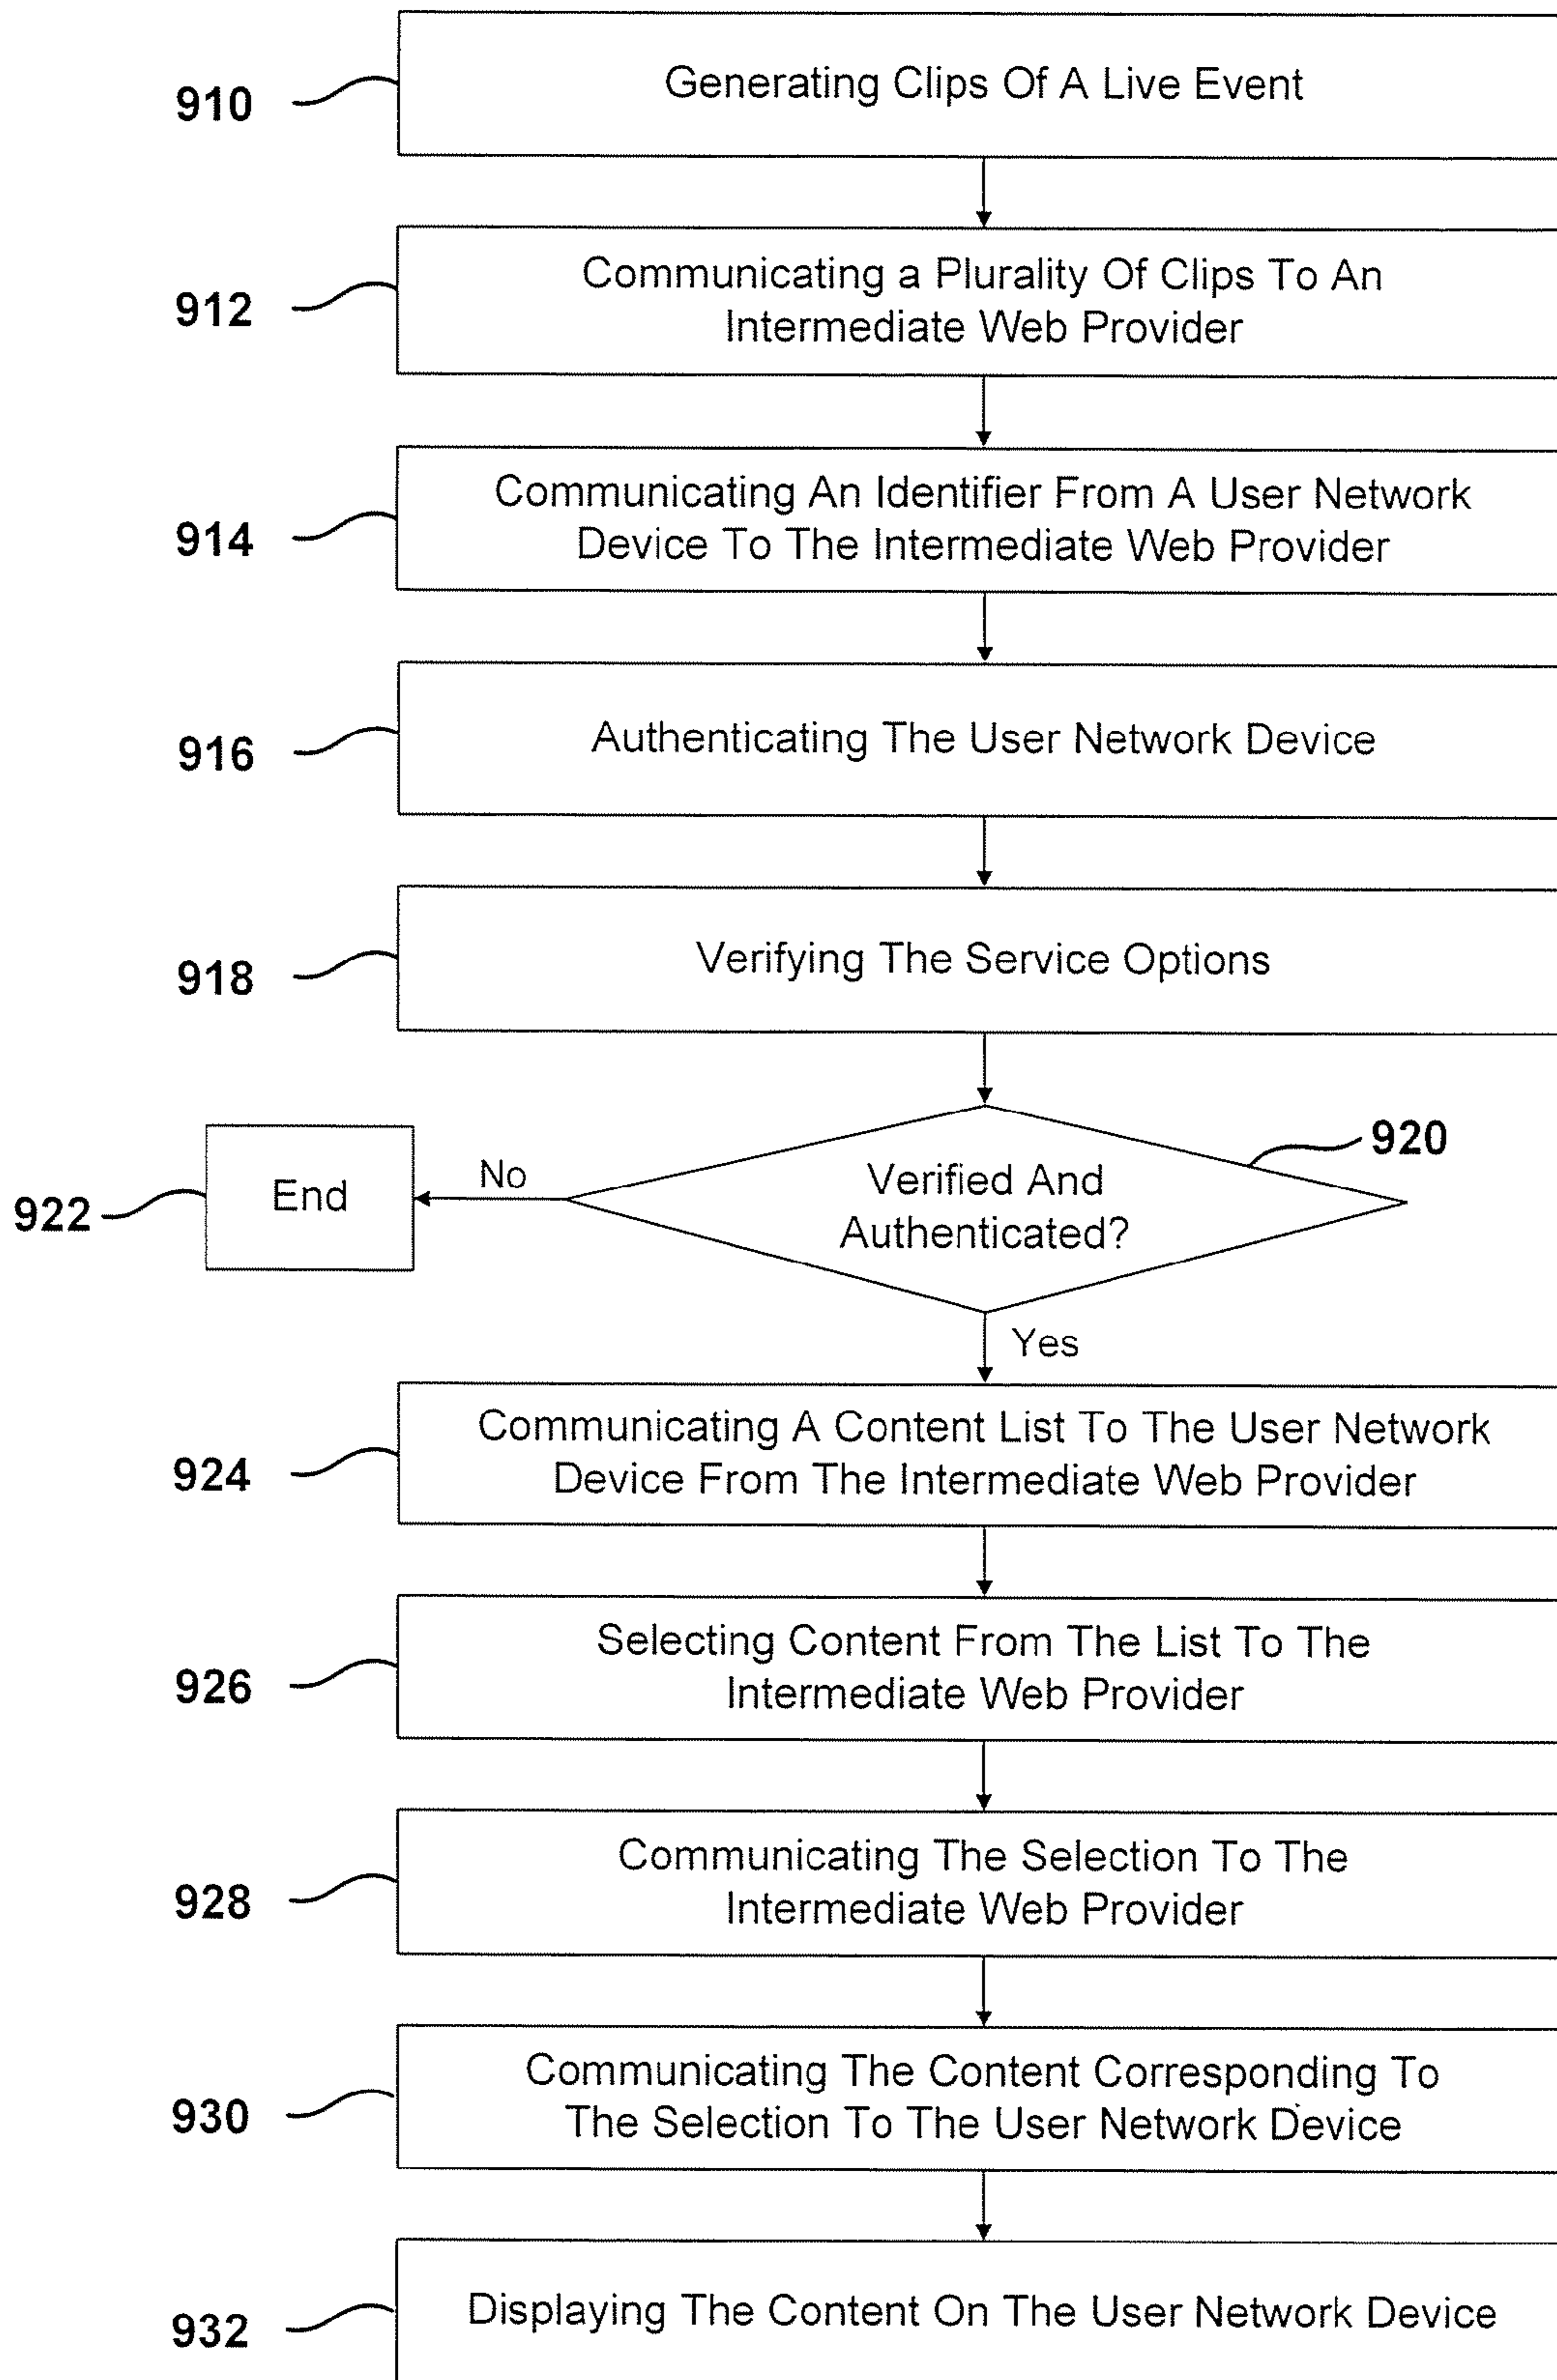 910
Generating Clips Of A Live Event
912
Communicating a Plurality Of Clips To An
Intermediate Web Provider
914
Communicating An Identifier From A User Network
Device To The Intermediate Web Provider
916
Authenticating The User Network Device
918
Verifying The Service Options
920
Verified And
Authenticated?
No
End
922
Yes
924
Communicating A Content List To The User Network
Device From The Intermediate Web Provider
926
Selecting Content From The List To The
Intermediate Web Provider
928
Communicating The Selection To The
Intermediate Web Provider
930
Communicating The Content Corresponding To
The Selection To The User Network Device
932
Displaying The Content On The User Network Device